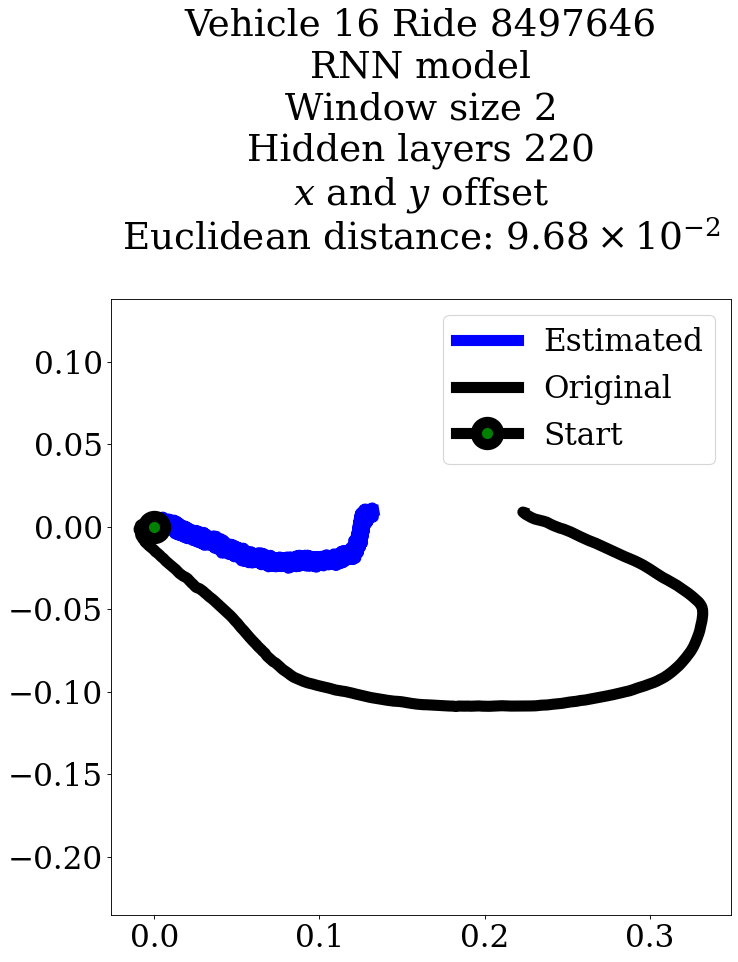 Vehicle 16 Ride 8497646
RNN model
Window size 2
Hidden layers 220
x and y offset
Euclidean distance: 9.68 × 10⁻²
Estimated
Original
Start
0.10
0.05
0.00
−0.05
−0.10
−0.15
−0.20
0.0 0.1 0.2 0.3